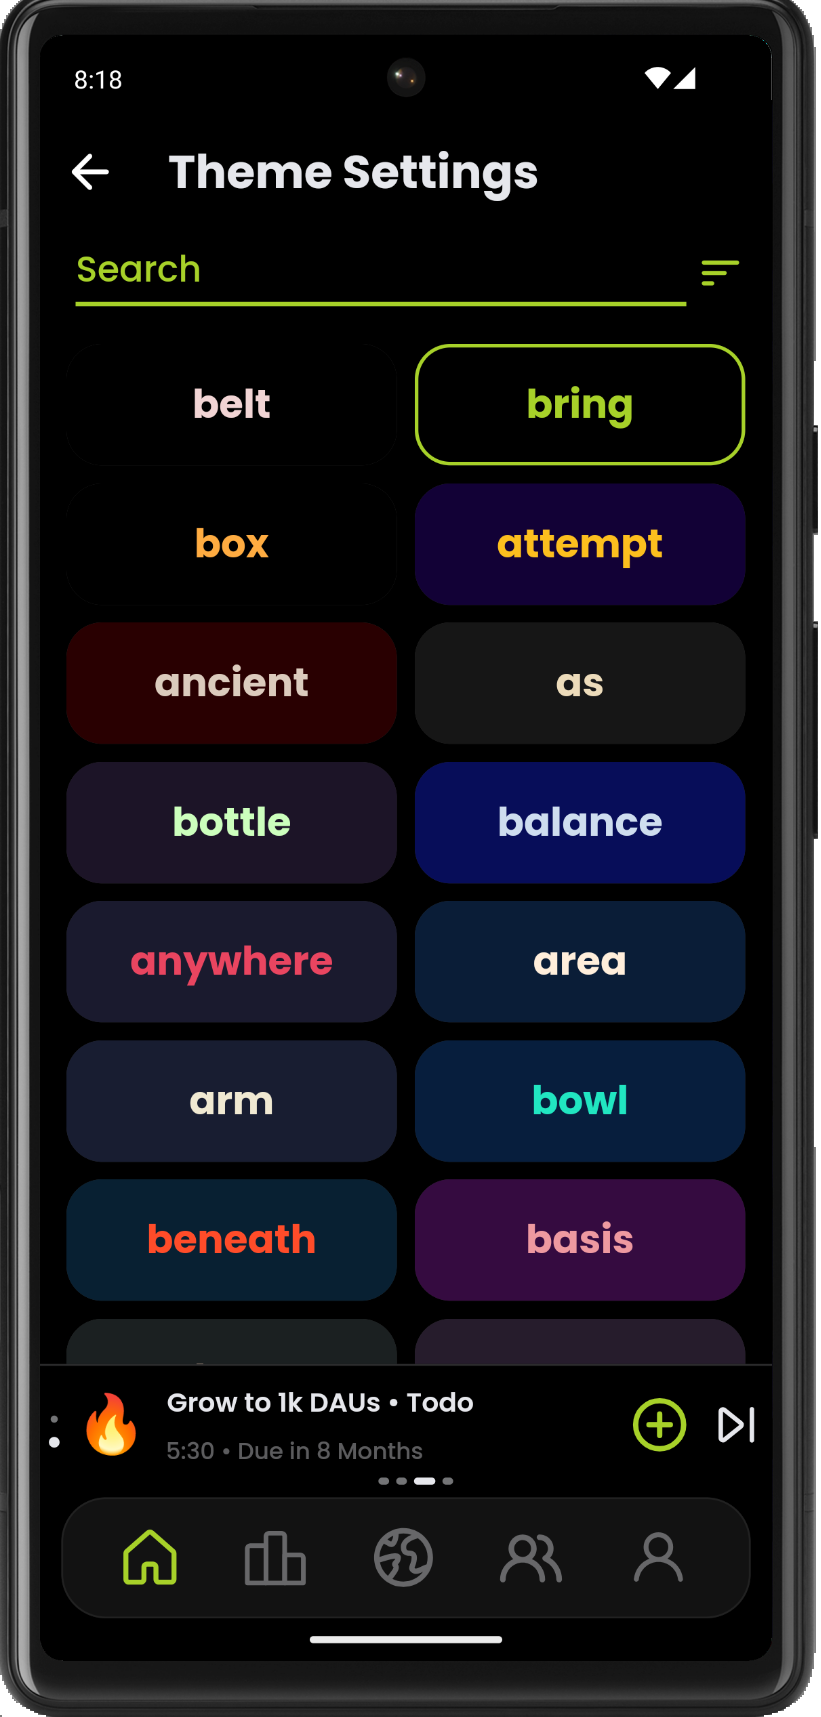 8:18
Theme Settings
Search
belt
bring
box
attempt
ancient
as
bottle
balance
anywhere
area
arm
bowl
beneath
basis
Grow to 1k DAUs • Todo
5:30 • Due in 8 Months